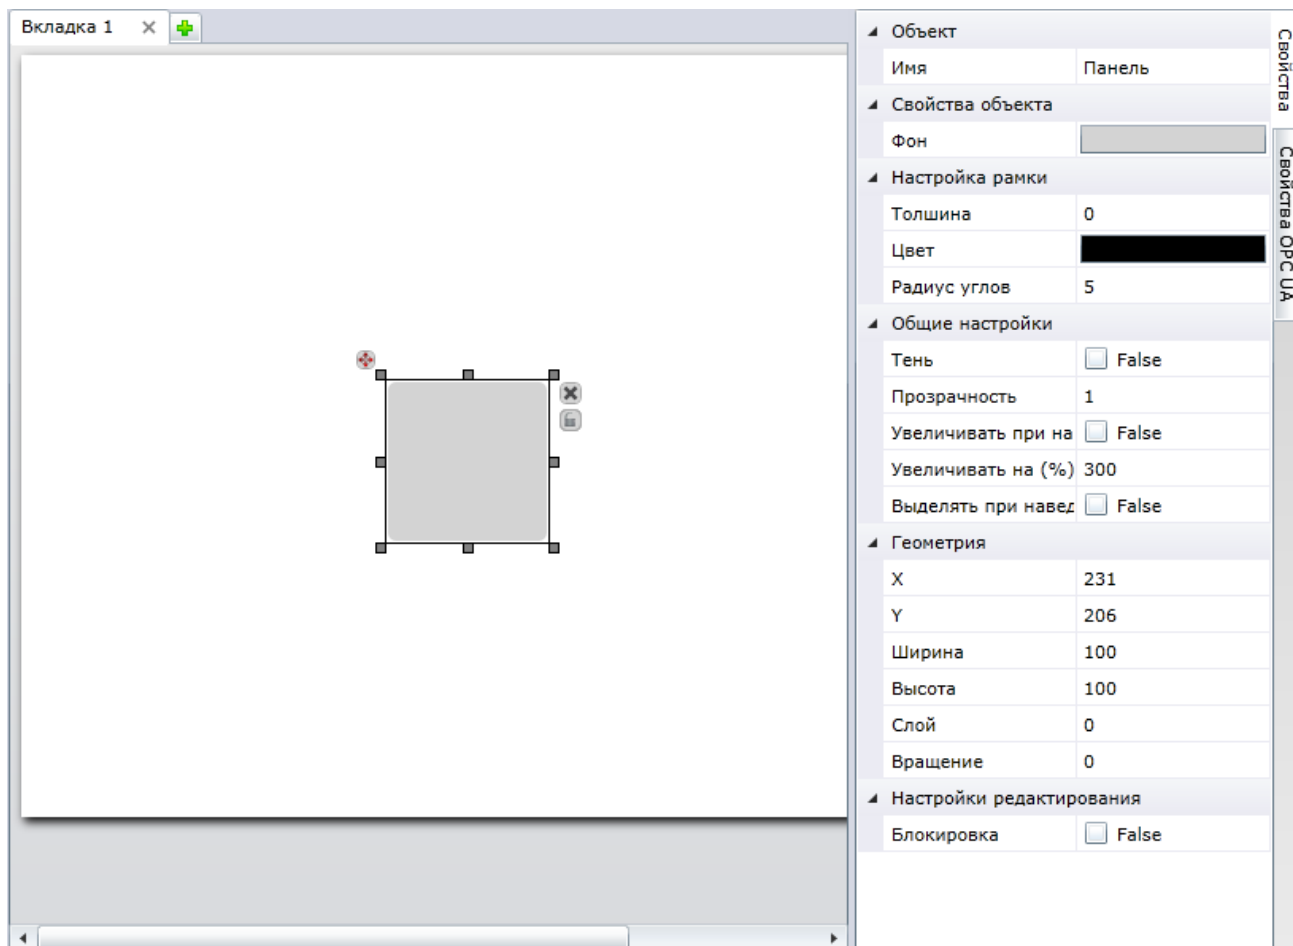 Вкладка 1
Объект
Имя Панель
Свойства объекта
Фон
Настройка рамки
Толшина 0
Цвет
Радиус углов 5
Общие настройки
Тень False
Прозрачность 1
Увеличивать при на False
Увеличивать на (%) 300
Выделять при навед False
Геометрия
X 231
Y 206
Ширина 100
Высота 100
Слой 0
Вращение 0
Настройки редактирования
Блокировка False
Свойства
Свойства OPC UA